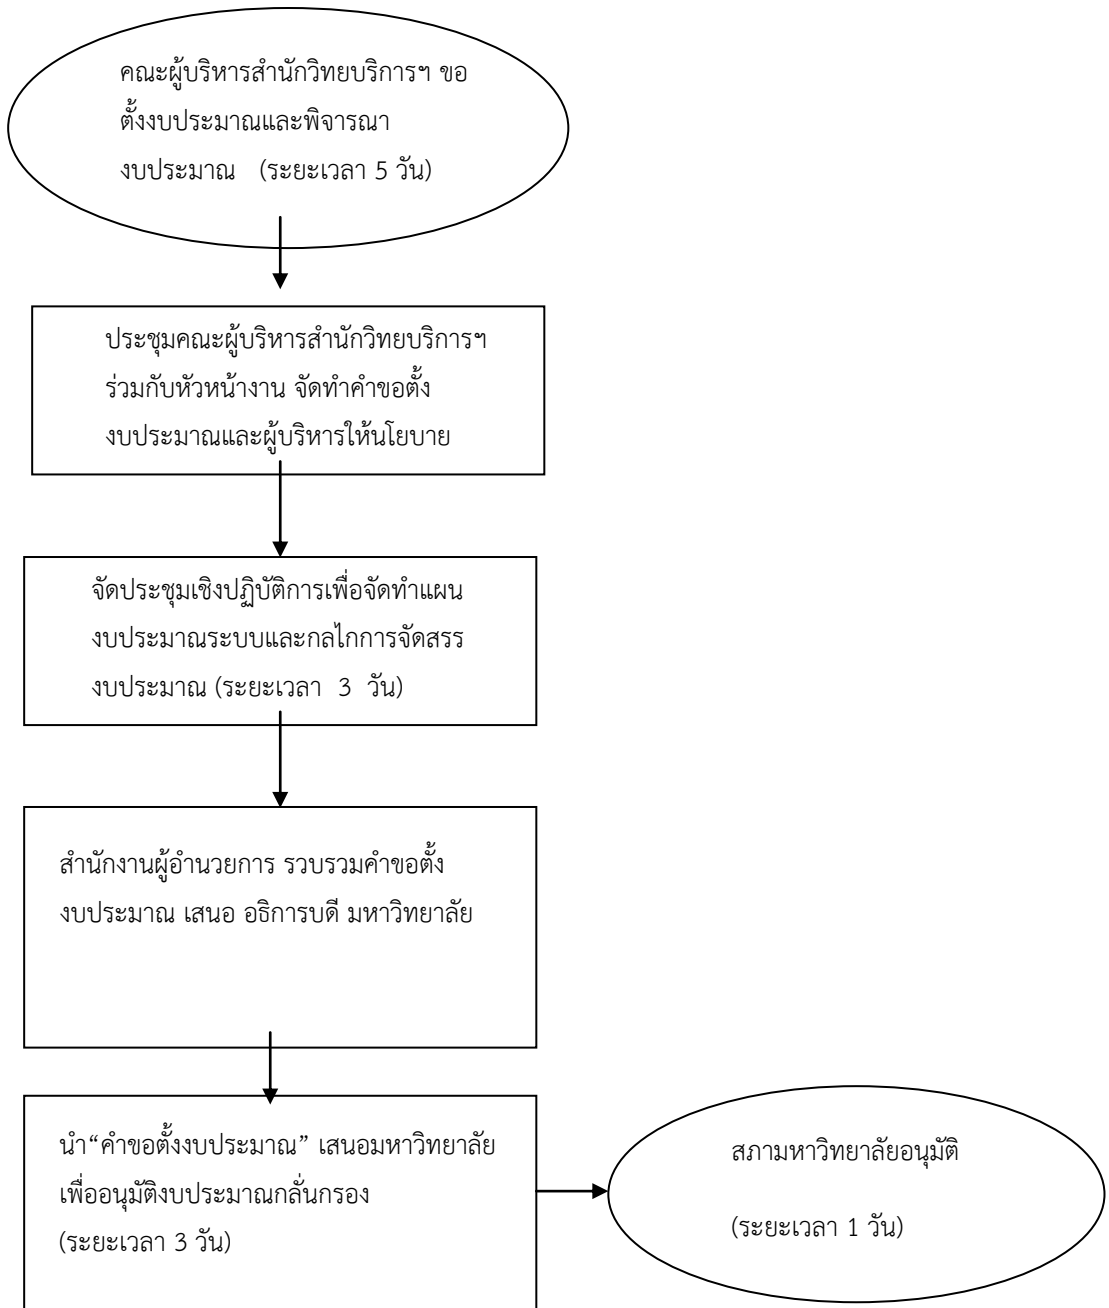 คณะผู้บริหารสำนักวิทยบริการฯ ขอ
ตั้งงบประมาณและพิจารณา
งบประมาณ (ระยะเวลา 5 วัน)
ประชุมคณะผู้บริหารสำนักวิทยบริการฯ
ร่วมกับหัวหน้างาน จัดทำคำขอตั้ง
งบประมาณและผู้บริหารให้นโยบาย
จัดประชุมเชิงปฏิบัติการเพื่อจัดทำแผน
งบประมาณระบบและกลไกการจัดสรร
งบประมาณ (ระยะเวลา 3 วัน)
สำนักงานผู้อำนวยการ รวบรวมคำขอตั้ง
งบประมาณ เสนอ อธิการบดี มหาวิทยาลัย
นำ“คำขอตั้งงบประมาณ” เสนอมหาวิทยาลัย
เพื่ออนุมัติงบประมาณกลั่นกรอง
(ระยะเวลา 3 วัน)
สภามหาวิทยาลัยอนุมัติ
(ระยะเวลา 1 วัน)